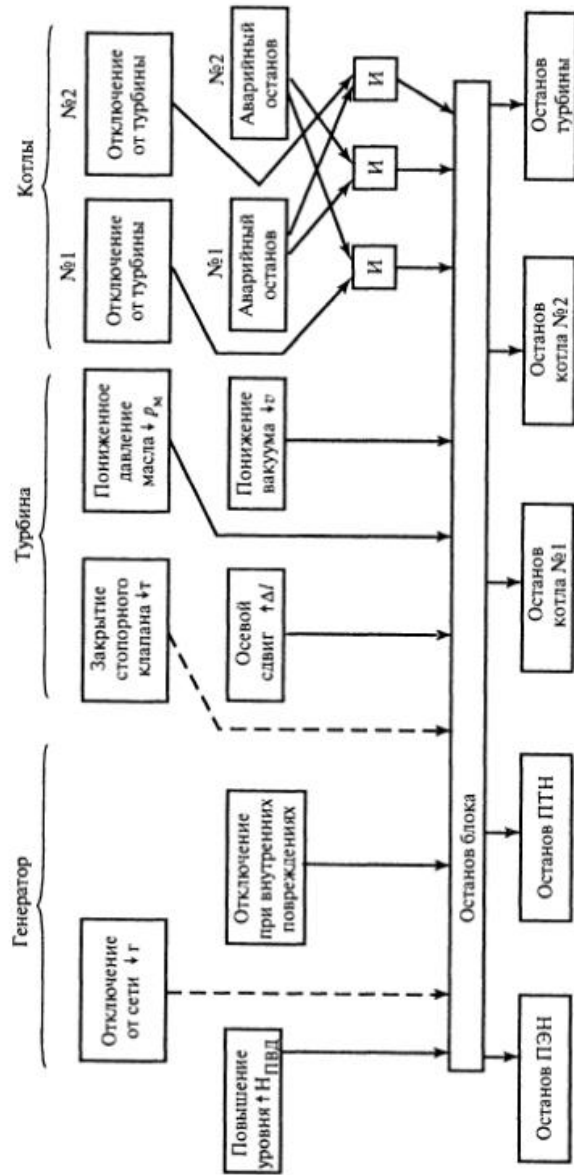 Генератор
Турбина
Котлы
№1
№2
Отключение
от сети ↓ г
Закрытие
стопорного
клапана ↓т
Пониженное
давление
масла ↓ pм
Отключение
от турбины
Отключение
от турбины
№1
№2
Повышение
уровня ↑ НПВД
Отключение
при внутренних
повреждениях
Осевой
сдвиг ↑Δl
Понижение
вакуума ↓v
Аварийный
останов
Аварийный
останов
И
И
И
Останов блока
Останов ПЭН
Останов ПТН
Останов
котла №1
Останов
котла №2
Останов
турбины